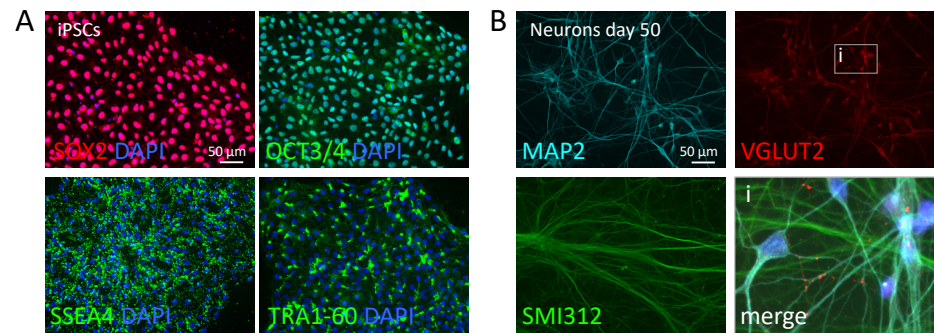 A
iPSCs
SOX2 DAPI
50 µm
OCT3/4 DAPI
SSEA4 DAPI
TRA1-60 DAPI
B
Neurons day 50
MAP2
50 µm
i
VGLUT2
SMI312
i
merge